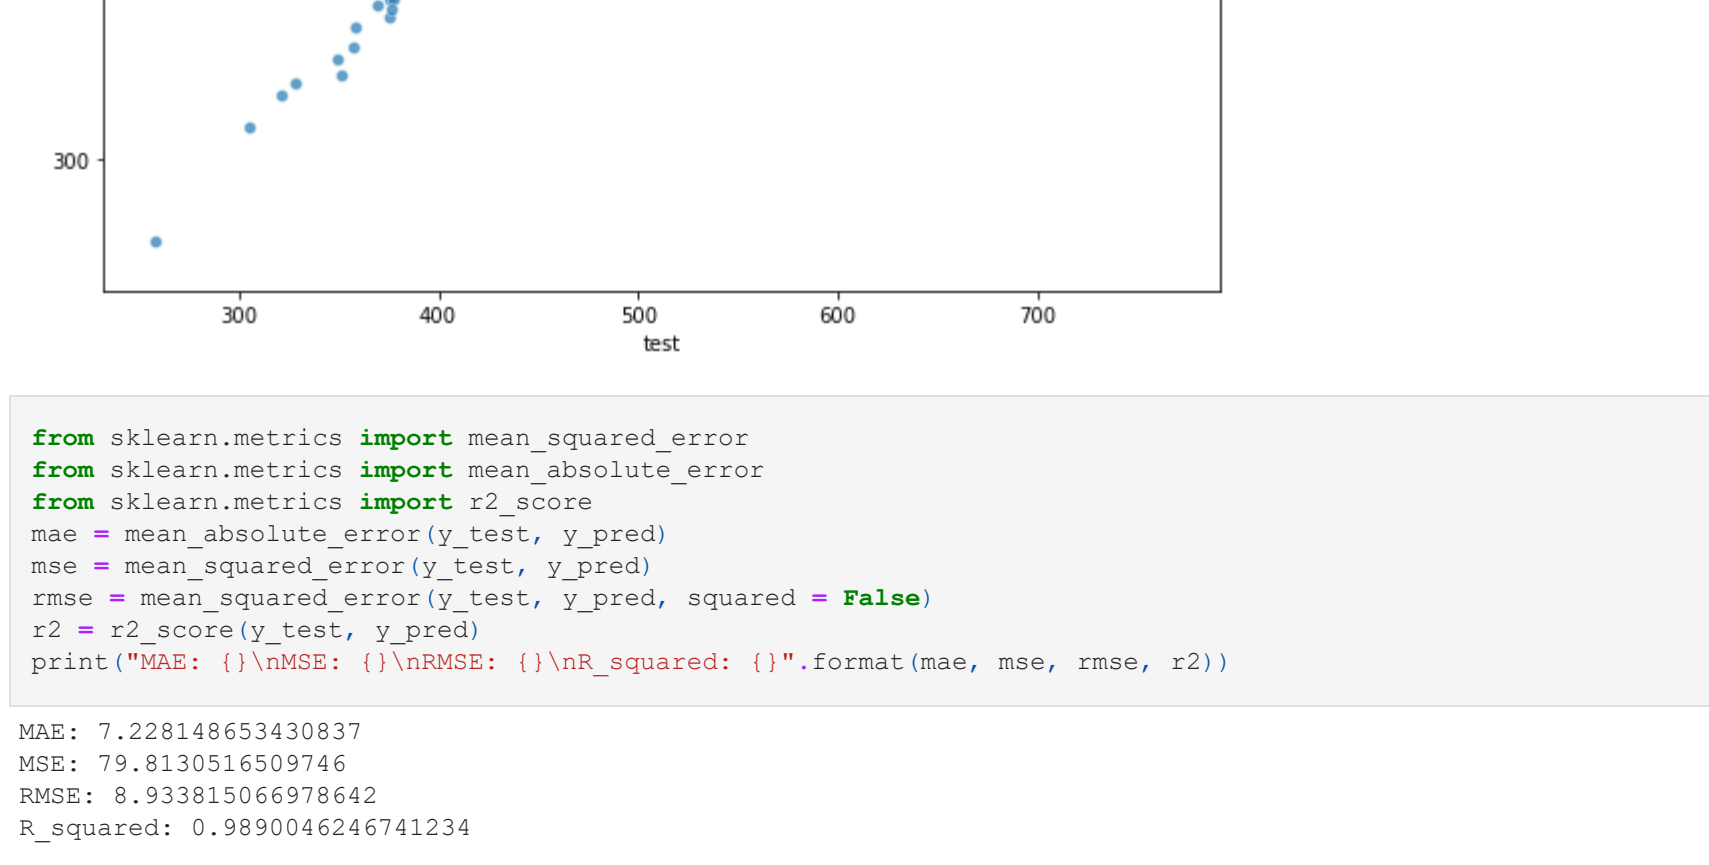 300
300 400 500 600 700
test
from sklearn.metrics import mean_squared_error
from sklearn.metrics import mean_absolute_error
from sklearn.metrics import r2_score
mae = mean_absolute_error(y_test, y_pred)
mse = mean_squared_error(y_test, y_pred)
rmse = mean_squared_error(y_test, y_pred, squared = False)
r2 = r2_score(y_test, y_pred)
print("MAE: {}\nMSE: {}\nRMSE: {}\nR_squared: {}".format(mae, mse, rmse, r2))
MAE: 7.228148653430837
MSE: 79.8130516509746
RMSE: 8.933815066978642
R_squared: 0.9890046246741234